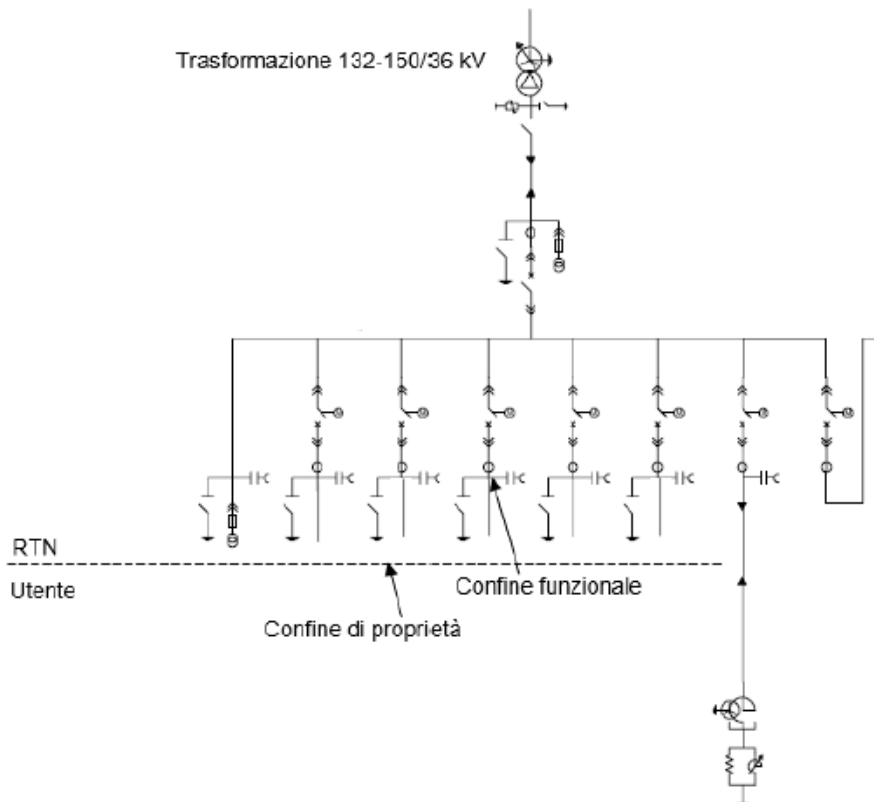 Trasformazione 132-150/36 kV
RTN
Utente
Confine funzionale
Confine di proprietà